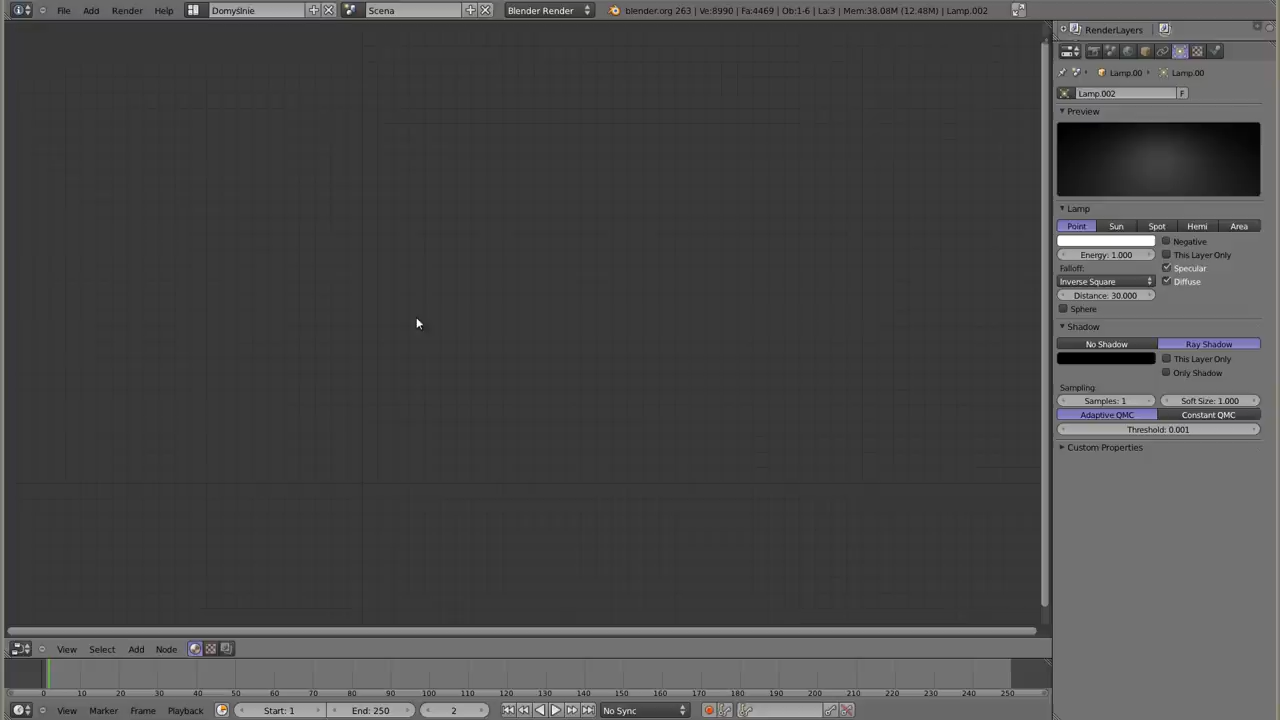 File Add Render Help Domyślnie Scena Blender Render blender.org 263 | Ve:8990 | Fa:4469 | Ob:1-6 | La:3 | Mem:38.08M (12.48M) | Lamp.002
RenderLayers
Lamp.00 Lamp.00
Lamp.002 F
Preview
Lamp
Point Sun Spot Hemi Area
Negative
Energy: 1.000 This Layer Only
Falloff: Specular
Inverse Square Diffuse
Distance: 30.000
Sphere
Shadow
No Shadow Ray Shadow
This Layer Only
Only Shadow
Sampling:
Samples: 1 Soft Size: 1.000
Adaptive QMC Constant QMC
Threshold: 0.001
Custom Properties
View Select Add Node
0 10 20 30 40 50 60 70 80 90 100 110 120 130 140 150 160 170 180 190 200 210 220 230 240 250
View Marker Frame Playback Start: 1 End: 250 2 No Sync